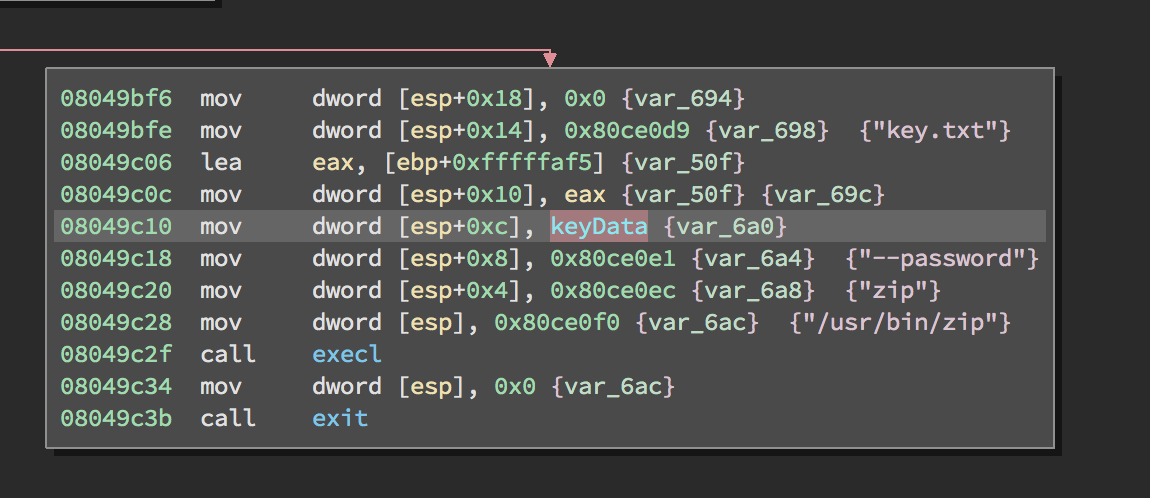 08049bf6 mov dword [esp+0x18], 0x0 {var_694}
08049bfe mov dword [esp+0x14], 0x80ce0d9 {var_698} {"key.txt"}
08049c06 lea eax, [ebp+0xfffffaf5] {var_50f}
08049c0c mov dword [esp+0x10], eax {var_50f} {var_69c}
08049c10 mov dword [esp+0xc], keyData {var_6a0}
08049c18 mov dword [esp+0x8], 0x80ce0e1 {var_6a4} {"--password"}
08049c20 mov dword [esp+0x4], 0x80ce0ec {var_6a8} {"zip"}
08049c28 mov dword [esp], 0x80ce0f0 {var_6ac} {"/usr/bin/zip"}
08049c2f call execl
08049c34 mov dword [esp], 0x0 {var_6ac}
08049c3b call exit